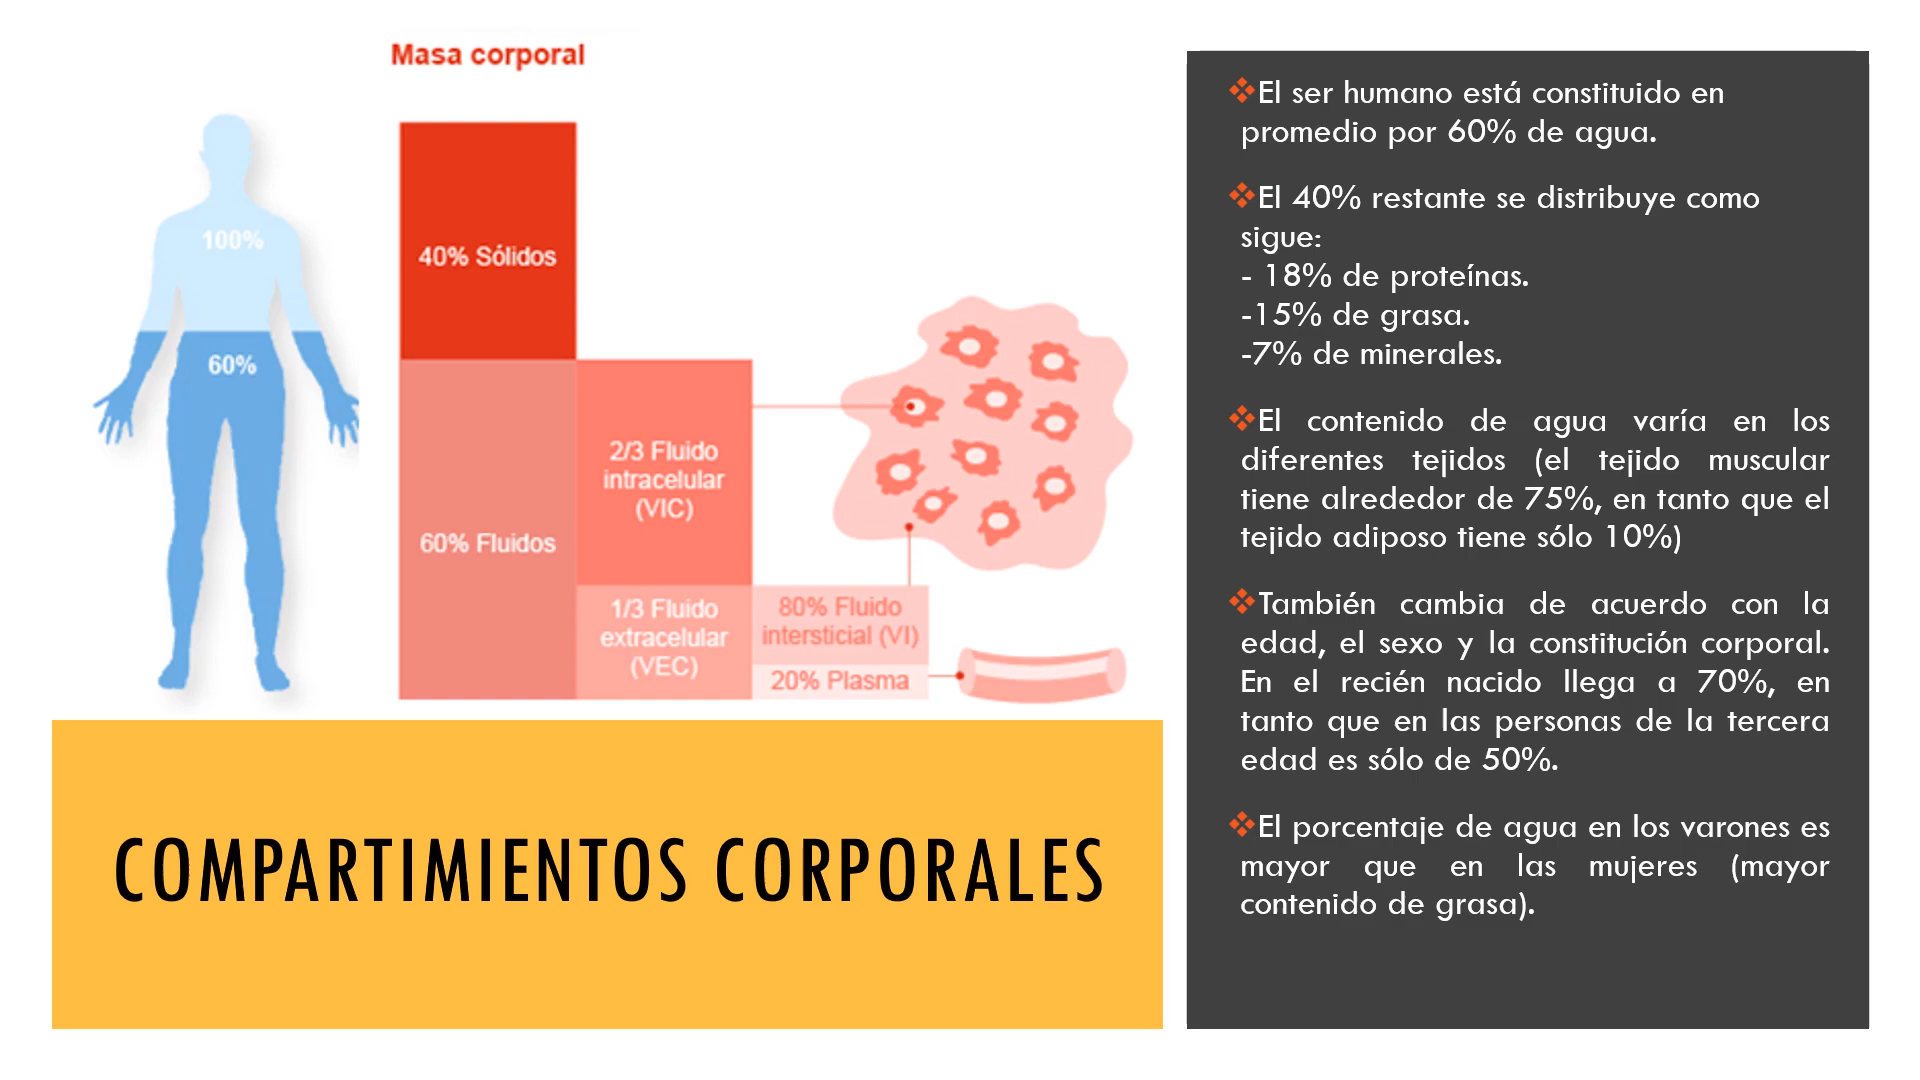 Masa corporal
100%
60%
40% Sólidos
60% Fluidos
2/3 Fluido
intracelular
(VIC)
1/3 Fluido
extracelular
(VEC)
80% Fluido
intersticial (VI)
20% Plasma
COMPARTIMIENTOS CORPORALES
❖El ser humano está constituido en
promedio por 60% de agua.
❖El 40% restante se distribuye como
sigue:
- 18% de proteínas.
-15% de grasa.
-7% de minerales.
❖El contenido de agua varía en los
diferentes tejidos (el tejido muscular
tiene alrededor de 75%, en tanto que el
tejido adiposo tiene sólo 10%)
❖También cambia de acuerdo con la
edad, el sexo y la constitución corporal.
En el recién nacido llega a 70%, en
tanto que en las personas de la tercera
edad es sólo de 50%.
❖El porcentaje de agua en los varones es
mayor que en las mujeres (mayor
contenido de grasa).